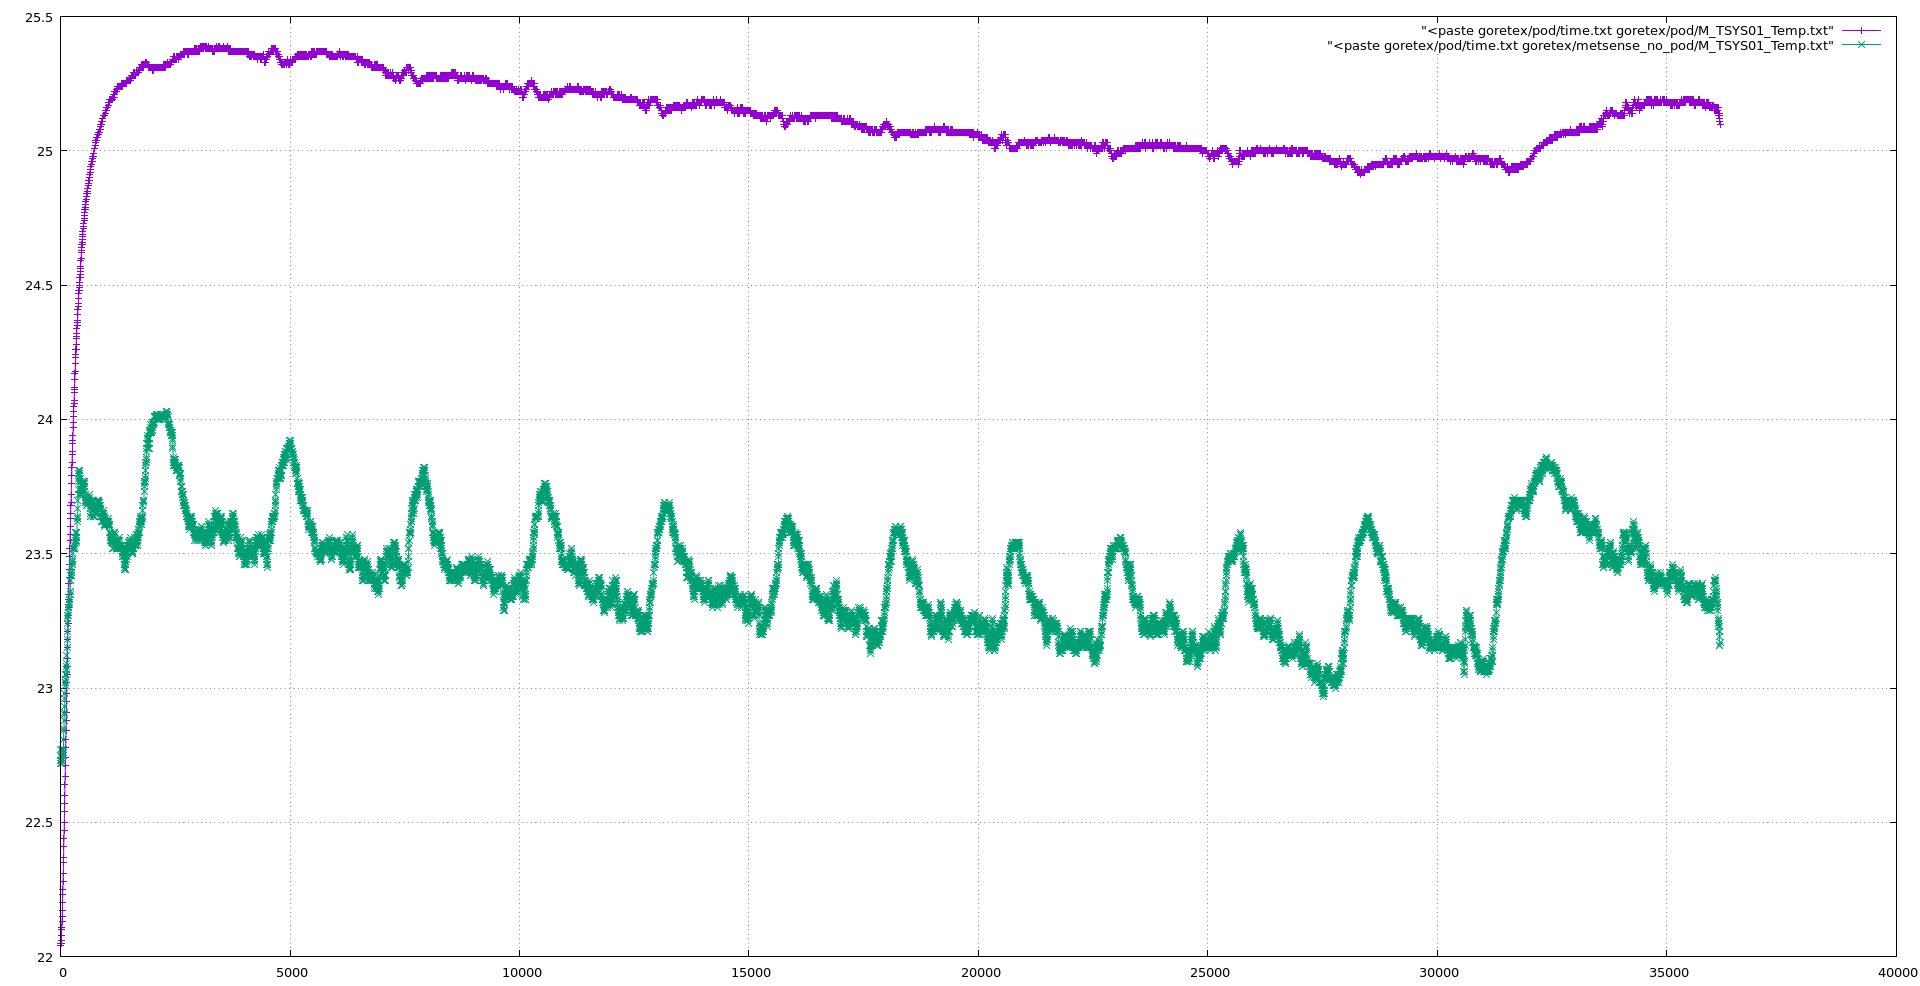 "<paste goretex/pod/time.txt goretex/pod/M_TSYS01_Temp.txt"
"<paste goretex/pod/time.txt goretex/metsense_no_pod/M_TSYS01_Temp.txt"
25.5
25
24.5
24
23.5
23
22.5
22
0 5000 10000 15000 20000 25000 30000 35000 40000